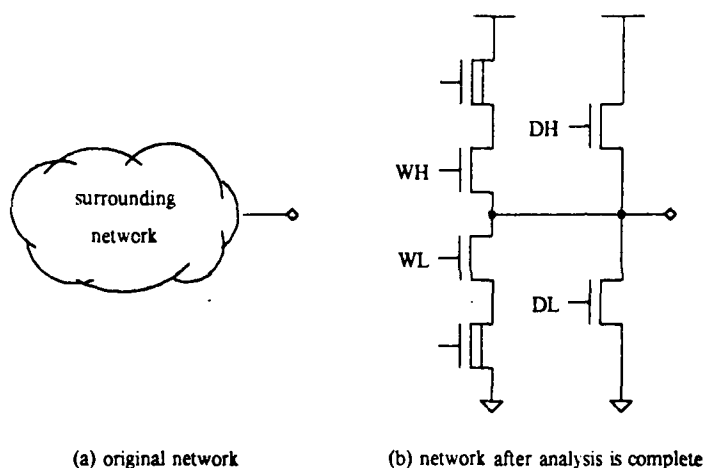 surrounding
network
WH
DH
WL
DL
(a) original network
(b) network after analysis is complete